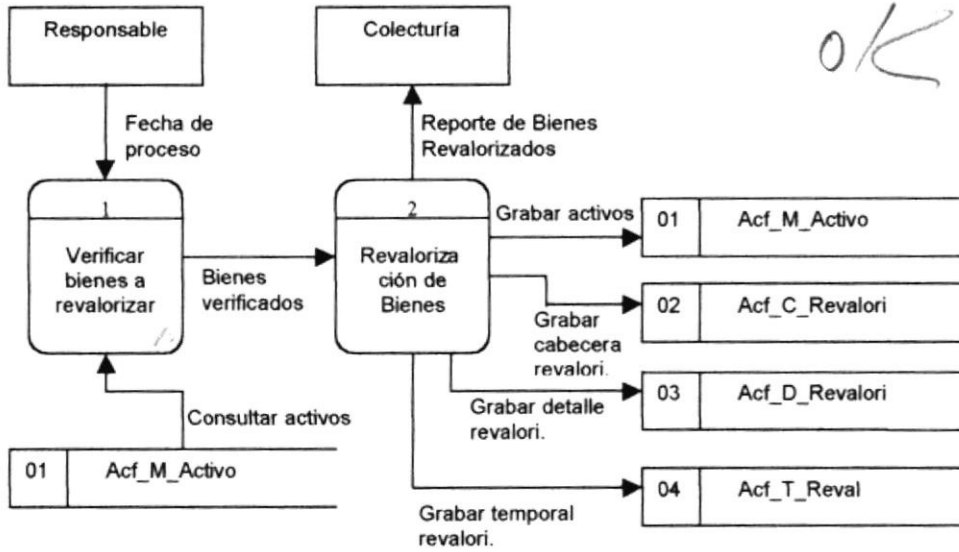 Responsable
Colecturía
OK
Fecha de
proceso
Reporte de Bienes
Revalorizados
1
Verificar
bienes a
revalorizar
Bienes
verificados
2
Revaloriza
ción de
Bienes
Grabar activos
01 Acf_M_Activo
Grabar
cabecera
revalori.
02 Acf_C_Revalori
Grabar detalle
revalori.
03 Acf_D_Revalori
Consultar activos
01 Acf_M_Activo
Grabar temporal
revalori.
04 Acf_T_Reval